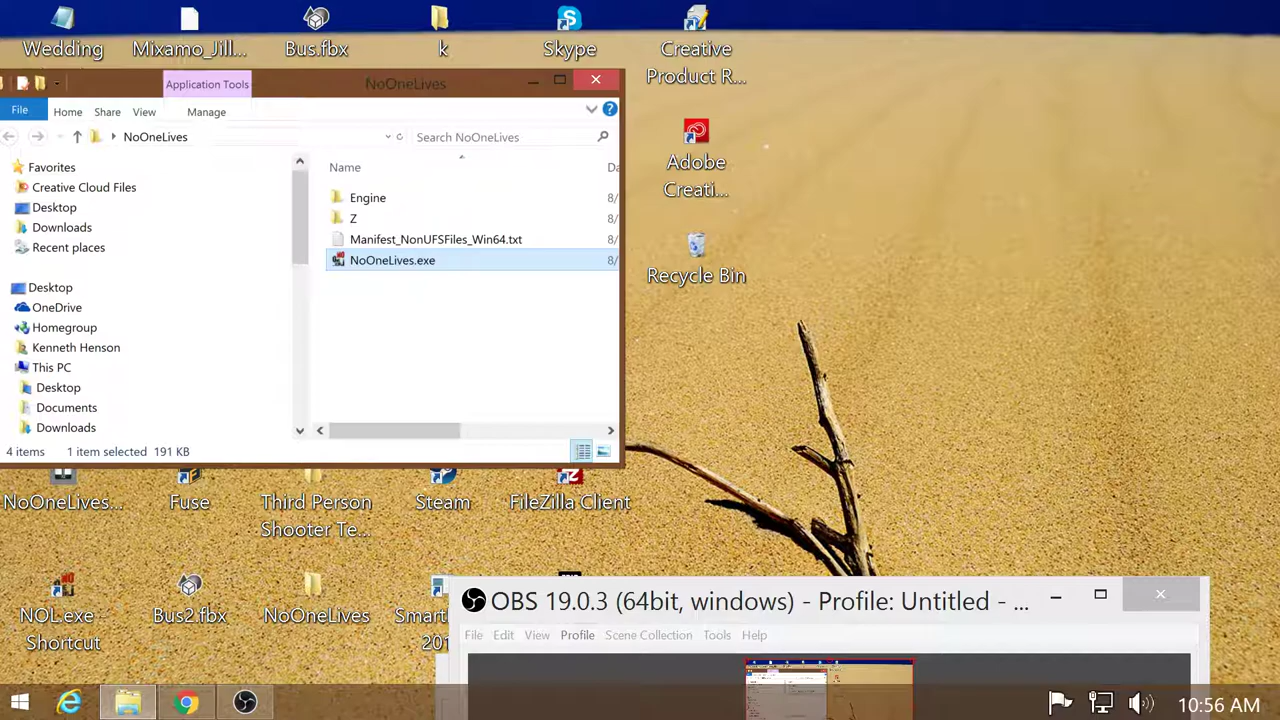 Wedding
Mixamo_Jill...
Bus.fbx
k
Skype
Creative
Product R...
Application Tools
NoOneLives
File
Home
Share
View
Manage
NoOneLives
Search NoOneLives
Adobe
Creati...
Recycle Bin
Favorites
Creative Cloud Files
Desktop
Downloads
Recent places
Desktop
OneDrive
Homegroup
Kenneth Henson
This PC
Desktop
Documents
Downloads
Name
Da
Engine
8/
Z
8/
Manifest_NonUFSFiles_Win64.txt
8/
NoOneLives.exe
8/
4 items
1 item selected 191 KB
NoOneLives...
Fuse
Third Person
Shooter Te...
Steam
FileZilla Client
NOL.exe -
Shortcut
Bus2.fbx
NoOneLives
Smart
201
OBS 19.0.3 (64bit, windows) - Profile: Untitled - ...
File
Edit
View
Profile
Scene Collection
Tools
Help
10:56 AM